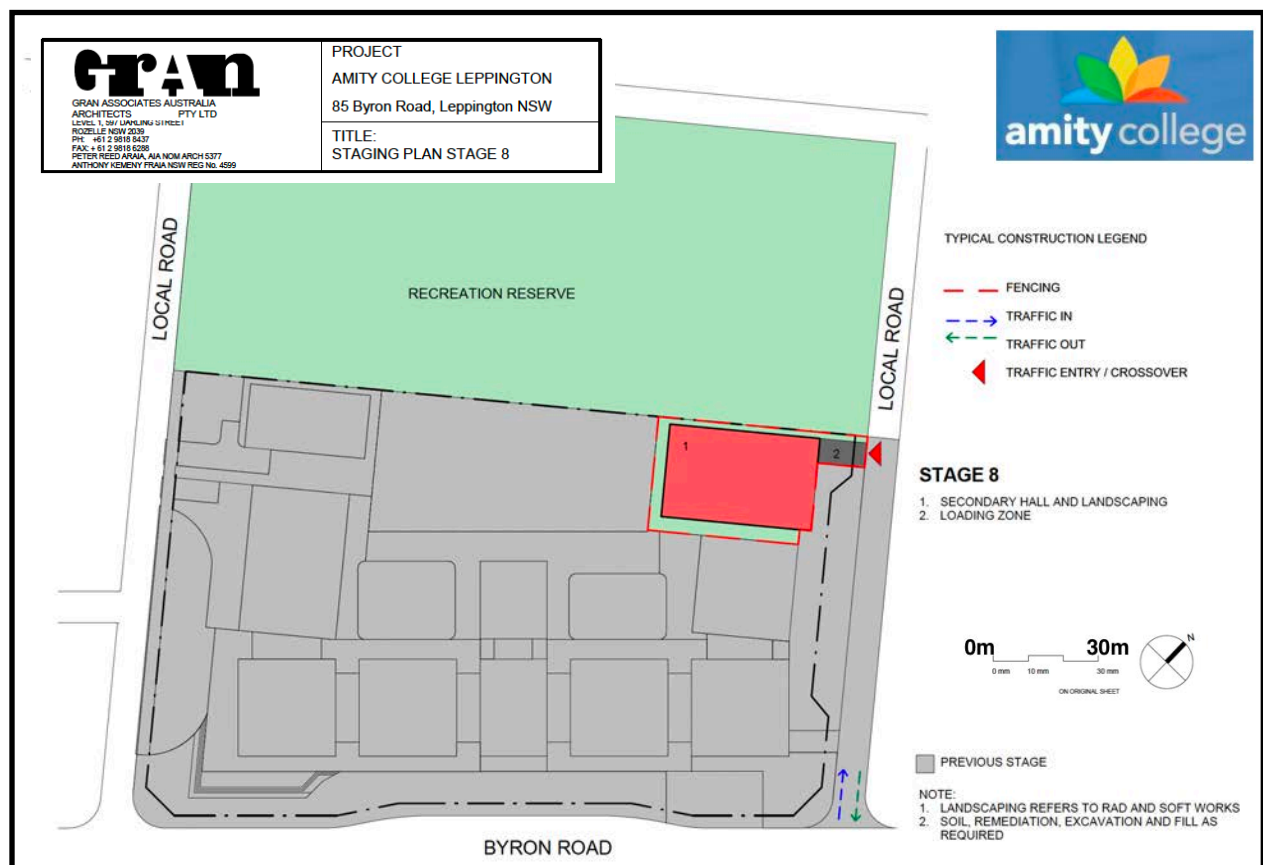 Gran
GRAN ASSOCIATES AUSTRALIA
ARCHITECTS PTY LTD
LEVEL 1, 597 DARLING STREET
ROZELLE NSW 2039
PH: +61 2 9818 8437
FAX: + 61 2 9818 6288
PETER REED ARAIA, AIA NOM ARCH 5377
ANTHONY KEMENY FRAIA NSW REG No. 4599
PROJECT
AMITY COLLEGE LEPPINGTON
85 Byron Road, Leppington NSW
TITLE:
STAGING PLAN STAGE 8
amity college
LOCAL ROAD
RECREATION RESERVE
LOCAL ROAD
TYPICAL CONSTRUCTION LEGEND
FENCING
TRAFFIC IN
TRAFFIC OUT
TRAFFIC ENTRY / CROSSOVER
1
2
STAGE 8
1. SECONDARY HALL AND LANDSCAPING
2. LOADING ZONE
0m 30m
0 mm 10 mm 30 mm
ON ORIGINAL SHEET
N
PREVIOUS STAGE
NOTE:
1. LANDSCAPING REFERS TO RAD AND SOFT WORKS
2. SOIL, REMEDIATION, EXCAVATION AND FILL AS
REQUIRED
BYRON ROAD